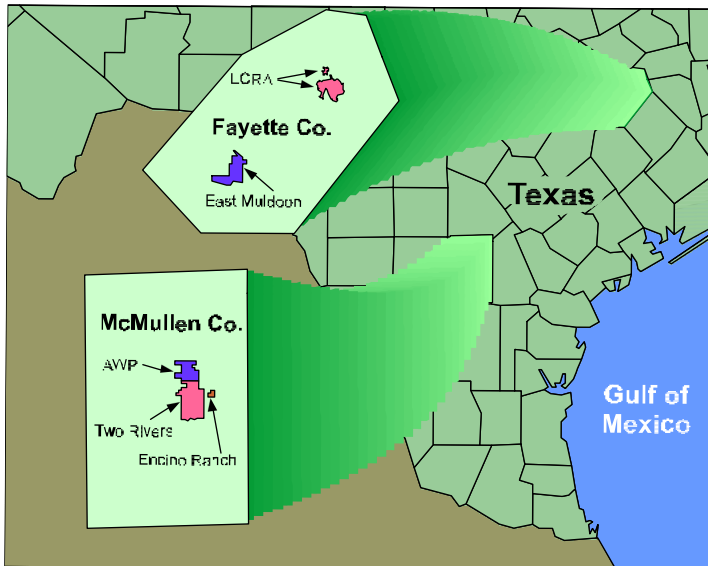 LCRA
Fayette Co.
East Muldoon
Texas
McMullen Co.
AWP
Two Rivers
Encino Ranch
Gulf of
Mexico